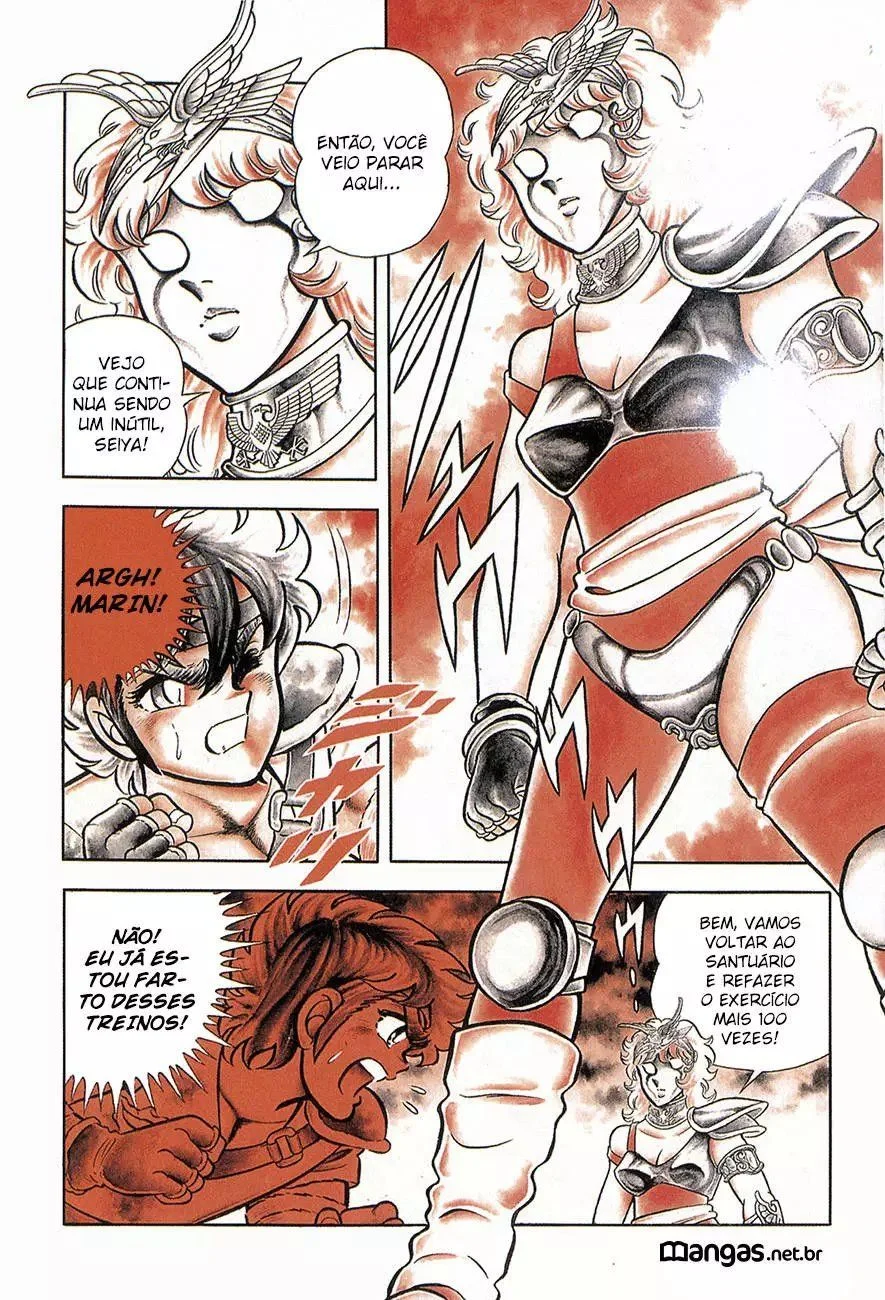 ENTÃO, VOCÊ
VEIO PARAR
AQUI...
VEJO
QUE CONTI-
NUA SENDO
UM INÚTIL,
SEIYA!
ARGH!
MARIN!
NÃO!
EU JÁ ES-
TOU FAR-
TO DESSES
TREINOS!
BEM, VAMOS
VOLTAR AO
SANTUÁRIO
E REFAZER
O EXERCÍCIO
MAIS 100
VEZES!
mangas.net.br